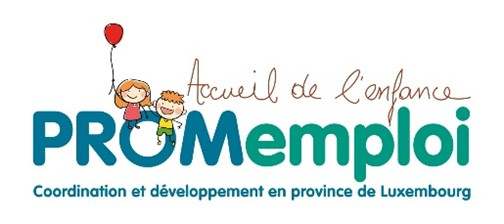 Accueil de l'enfance
PROMemploi
Coordination et développement en province de Luxembourg